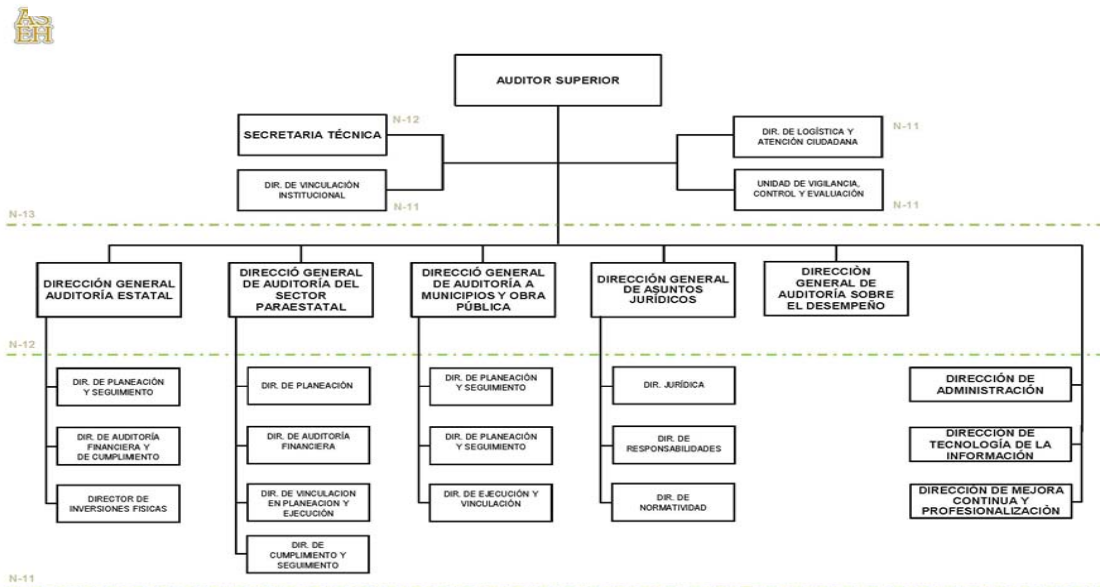 ASEH
AUDITOR SUPERIOR
N-12
SECRETARIA TÉCNICA
DIR. DE VINCULACIÓN
INSTITUCIONAL
N-11
DIR. DE LOGÍSTICA Y
ATENCIÓN CIUDADANA
N-11
UNIDAD DE VIGILANCIA,
CONTROL Y EVALUACIÓN
N-11
N-13
DIRECCIÓN GENERAL
AUDITORÍA ESTATAL
DIRECCIÓ GENERAL
DE AUDITORÍA DEL
SECTOR
PARAESTATAL
DIRECCIÓ GENERAL
DE AUDITORÍA A
MUNICIPIOS Y OBRA
PÚBLICA
DIRECCIÓN GENERAL
DE ASUNTOS
JURÍDICOS
DIRECCIÒN
GENERAL DE
AUDITORÍA SOBRE
EL DESEMPEÑO
N-12
DIR. DE PLANEACIÓN
Y SEGUIMIENTO
DIR. DE AUDITORÍA
FINANCIERA Y
DE CUMPLIMIENTO
DIRECTOR DE
INVERSIONES FISICAS
DIR. DE PLANEACIÓN
DIR. DE AUDITORÍA
FINANCIERA
DIR. DE VINCULACION
EN PLANEACION Y
EJECUCIÓN
DIR. DE
CUMPLIMIENTO Y
SEGUIMIENTO
DIR. DE PLANEACIÓN
Y SEGUIMIENTO
DIR. DE PLANEACIÓN
Y SEGUIMIENTO
DIR. DE EJECUCIÓN Y
VINCULACIÓN
DIR. JURÍDICA
DIR. DE
RESPONSABILIDADES
DIR. DE
NORMATIVIDAD
DIRECCIÓN DE
ADMINISTRACIÓN
DIRECCIÓN DE
TECNOLOGÍA DE LA
INFORMACIÓN
DIRECCIÓN DE MEJORA
CONTINUA Y
PROFESIONALIZACIÒN
N-11